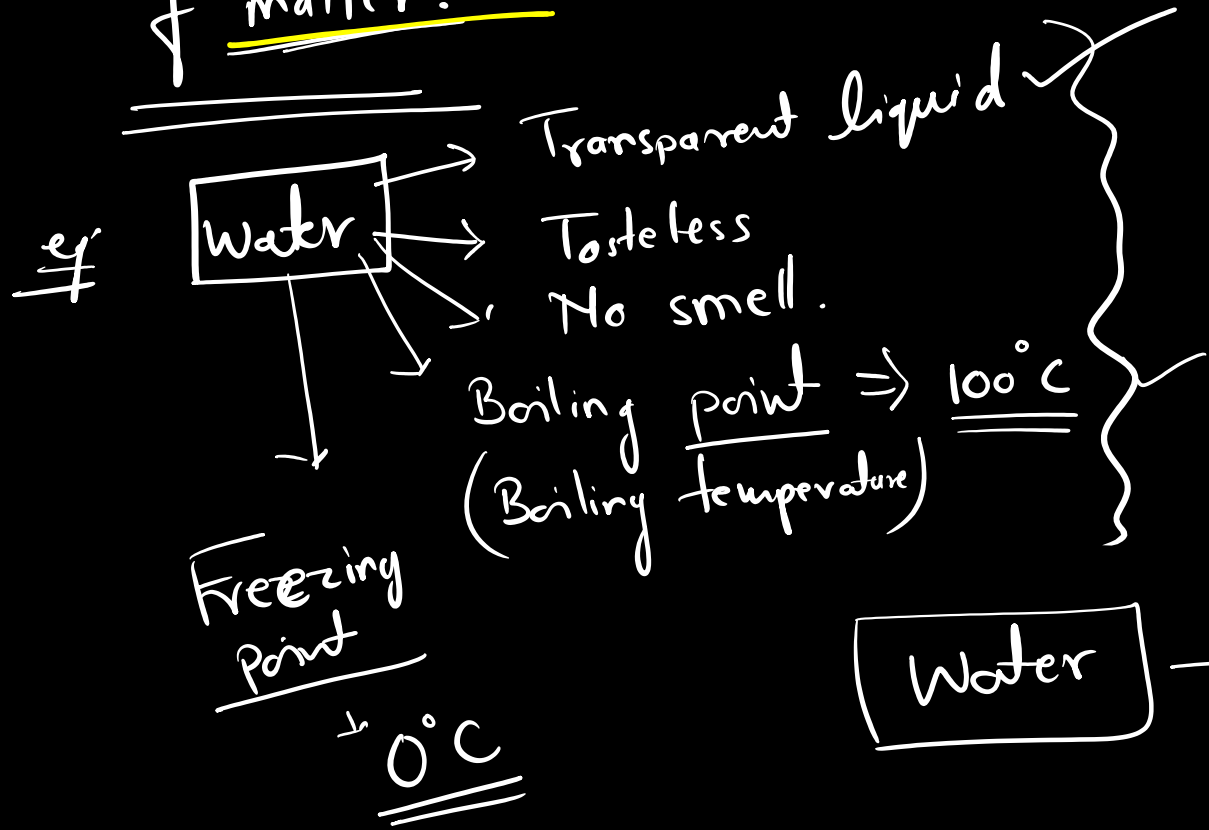 matter.
eg
Water
Transparent liquid
Tasteless
No smell.
Boiling point ⇒ 100°C
(Boiling temperature)
Freezing
point
0°C
Water